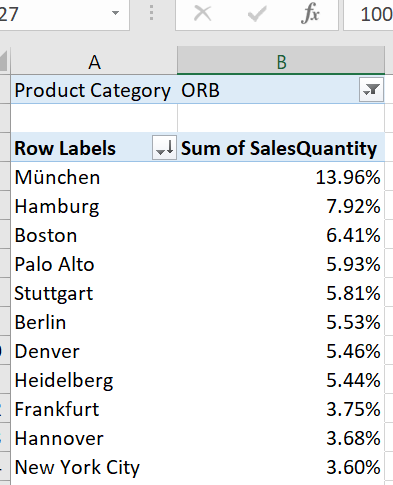 27 fx 100
A B
Product Category ORB
Row Labels Sum of SalesQuantity
München 13.96%
Hamburg 7.92%
Boston 6.41%
Palo Alto 5.93%
Stuttgart 5.81%
Berlin 5.53%
Denver 5.46%
Heidelberg 5.44%
Frankfurt 3.75%
Hannover 3.68%
New York City 3.60%